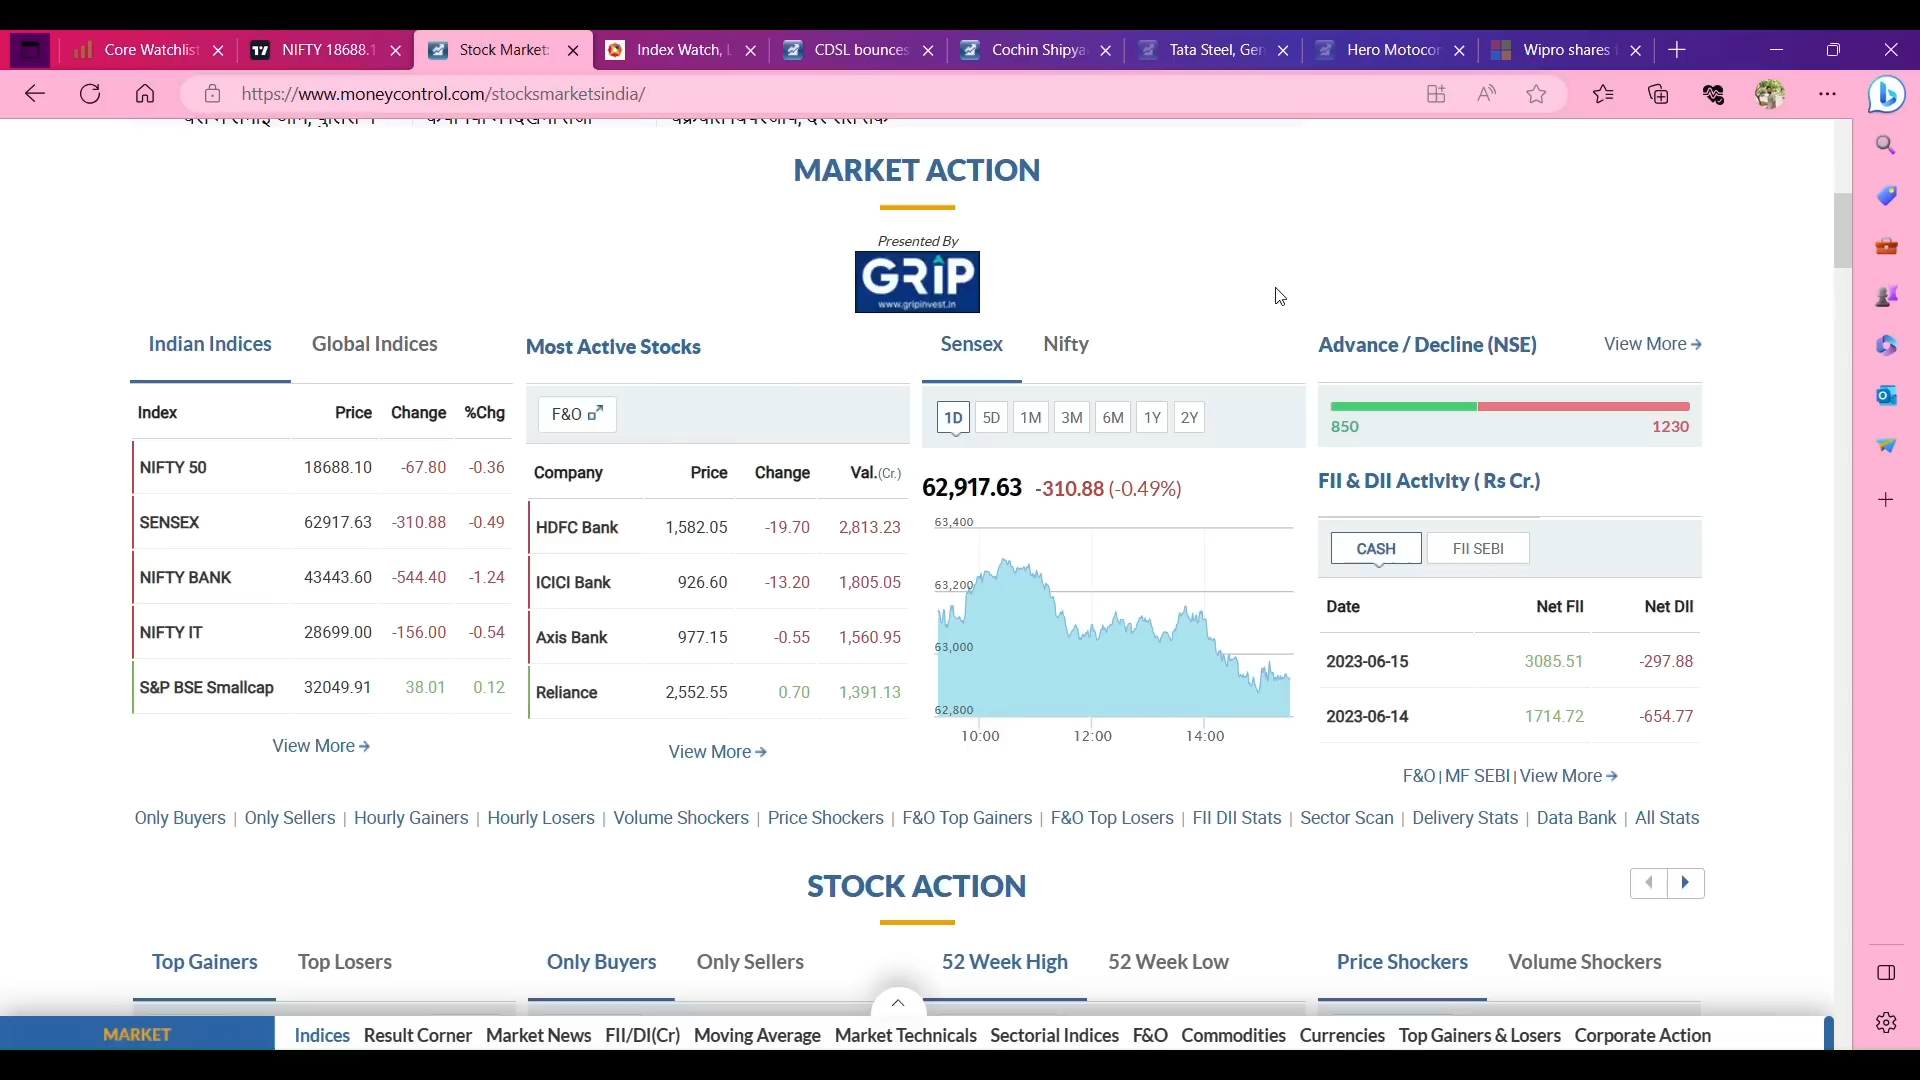 Core Watchlist
NIFTY 18688.1
Stock Market:
Index Watch,
CDSL bounces
Cochin Shipya
Tata Steel, Gen
Hero Motocor
Wipro shares
https://www.moneycontrol.com/stocksmarketsindia/
MARKET ACTION
Presented By
GRIP
www.gripinvest.in
Indian Indices Global Indices
Index Price Change %Chg
NIFTY 50 18688.10 -67.80 -0.36
SENSEX 62917.63 -310.88 -0.49
NIFTY BANK 43443.60 -544.40 -1.24
NIFTY IT 28699.00 -156.00 -0.54
S&P BSE Smallcap 32049.91 38.01 0.12
View More →
Most Active Stocks
F&O
Company Price Change Val.(Cr.)
HDFC Bank 1,582.05 -19.70 2,813.23
ICICI Bank 926.60 -13.20 1,805.05
Axis Bank 977.15 -0.55 1,560.95
Reliance 2,552.55 0.70 1,391.13
View More →
Sensex Nifty
1D 5D 1M 3M 6M 1Y 2Y
62,917.63 -310.88 (-0.49%)
63,400
63,200
63,000
62,800
10:00 12:00 14:00
Advance / Decline (NSE) View More →
850 1230
FII & DII Activity ( Rs Cr.)
CASH FII SEBI
Date Net FII Net DII
2023-06-15 3085.51 -297.88
2023-06-14 1714.72 -654.77
F&O | MF SEBI | View More →
Only Buyers | Only Sellers | Hourly Gainers | Hourly Losers | Volume Shockers | Price Shockers | F&O Top Gainers | F&O Top Losers | FII DII Stats | Sector Scan | Delivery Stats | Data Bank | All Stats
STOCK ACTION
Top Gainers Top Losers
Only Buyers Only Sellers
52 Week High 52 Week Low
Price Shockers Volume Shockers
MARKET Indices Result Corner Market News FII/DI(Cr) Moving Average Market Technicals Sectorial Indices F&O Commodities Currencies Top Gainers & Losers Corporate Action